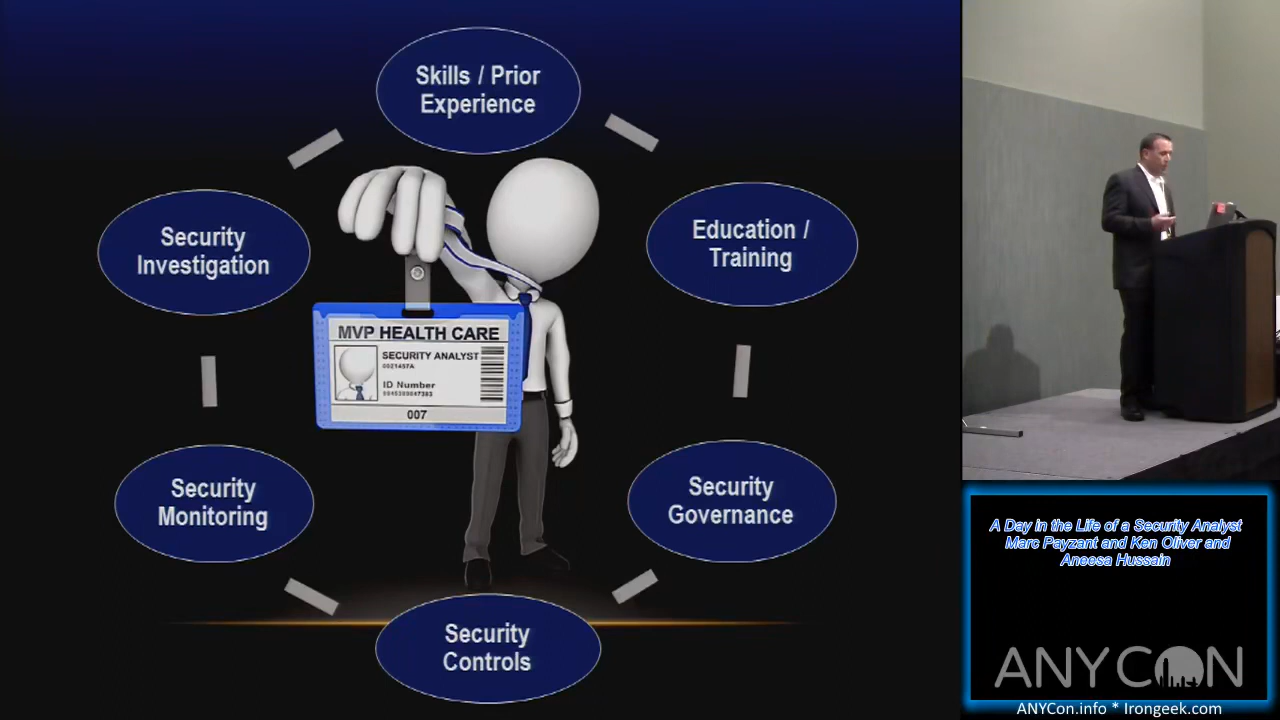 Skills / Prior
Experience
Security
Investigation
Education /
Training
MVP HEALTH CARE
SECURITY ANALYST
0021457A
ID Number
007
Security
Monitoring
Security
Governance
Security
Controls
A Day in the Life of a Security Analyst
Marc Payzant and Ken Oliver and
Aneesa Hussain
ANYCON
ANYCon.info * Irongeek.com